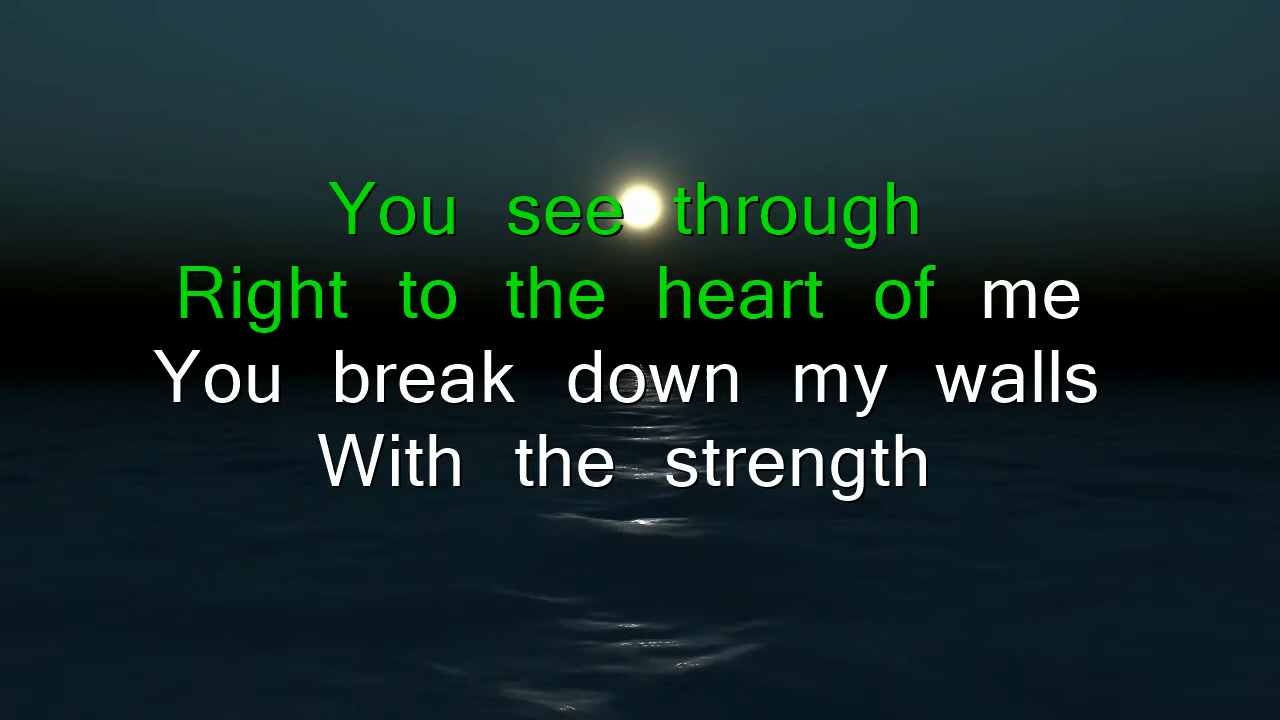 You see through
Right to the heart of me
You break down my walls
With the strength